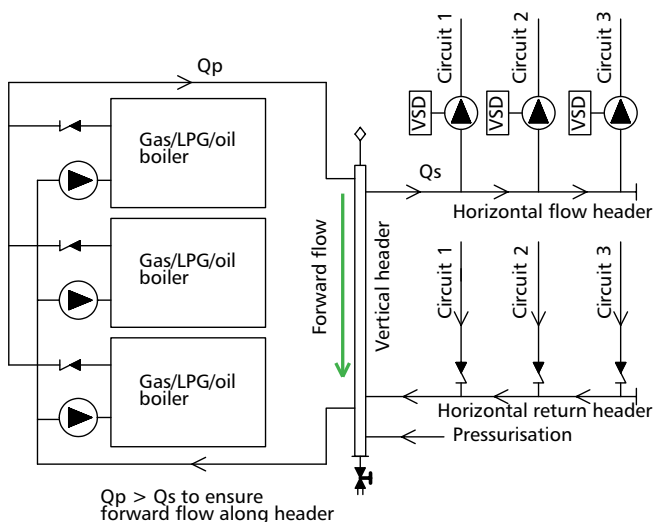 Qp
Gas/LPG/oil
boiler
Gas/LPG/oil
boiler
Gas/LPG/oil
boiler
Qp > Qs to ensure
forward flow along header
Forward flow
Vertical header
Circuit 1
Circuit 2
Circuit 3
VSD
VSD
VSD
Qs
Horizontal flow header
Circuit 1
Circuit 2
Circuit 3
Horizontal return header
Pressurisation